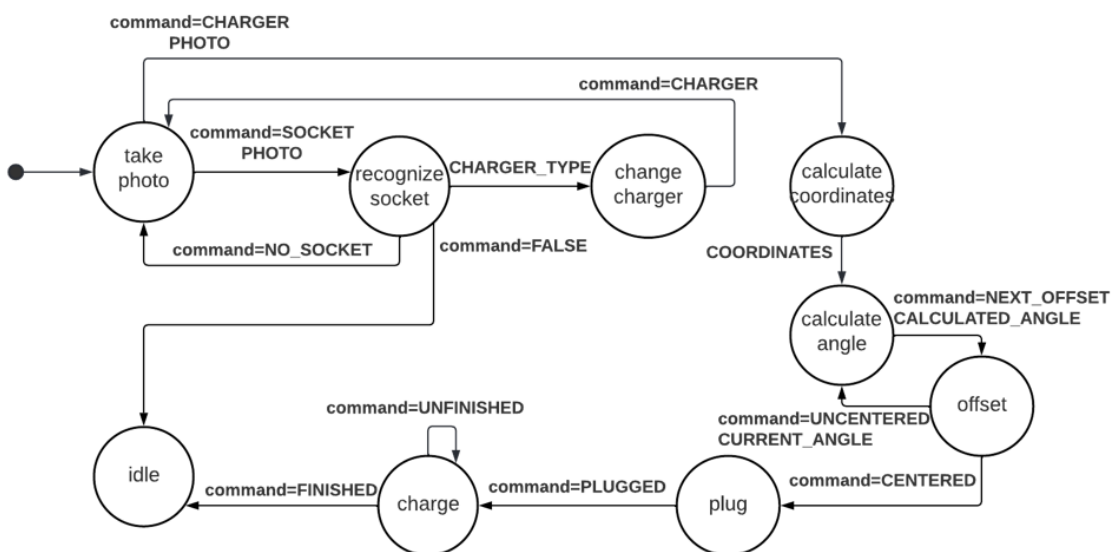 command=CHARGER
PHOTO
command=CHARGER
command=SOCKET
PHOTO
take
photo
recognize
socket
CHARGER_TYPE
change
charger
calculate
coordinates
command=NO_SOCKET
command=FALSE
COORDINATES
command=NEXT_OFFSET
CALCULATED_ANGLE
calculate
angle
offset
command=UNCENTERED
CURRENT_ANGLE
command=UNFINISHED
idle
command=FINISHED
charge
command=PLUGGED
plug
command=CENTERED